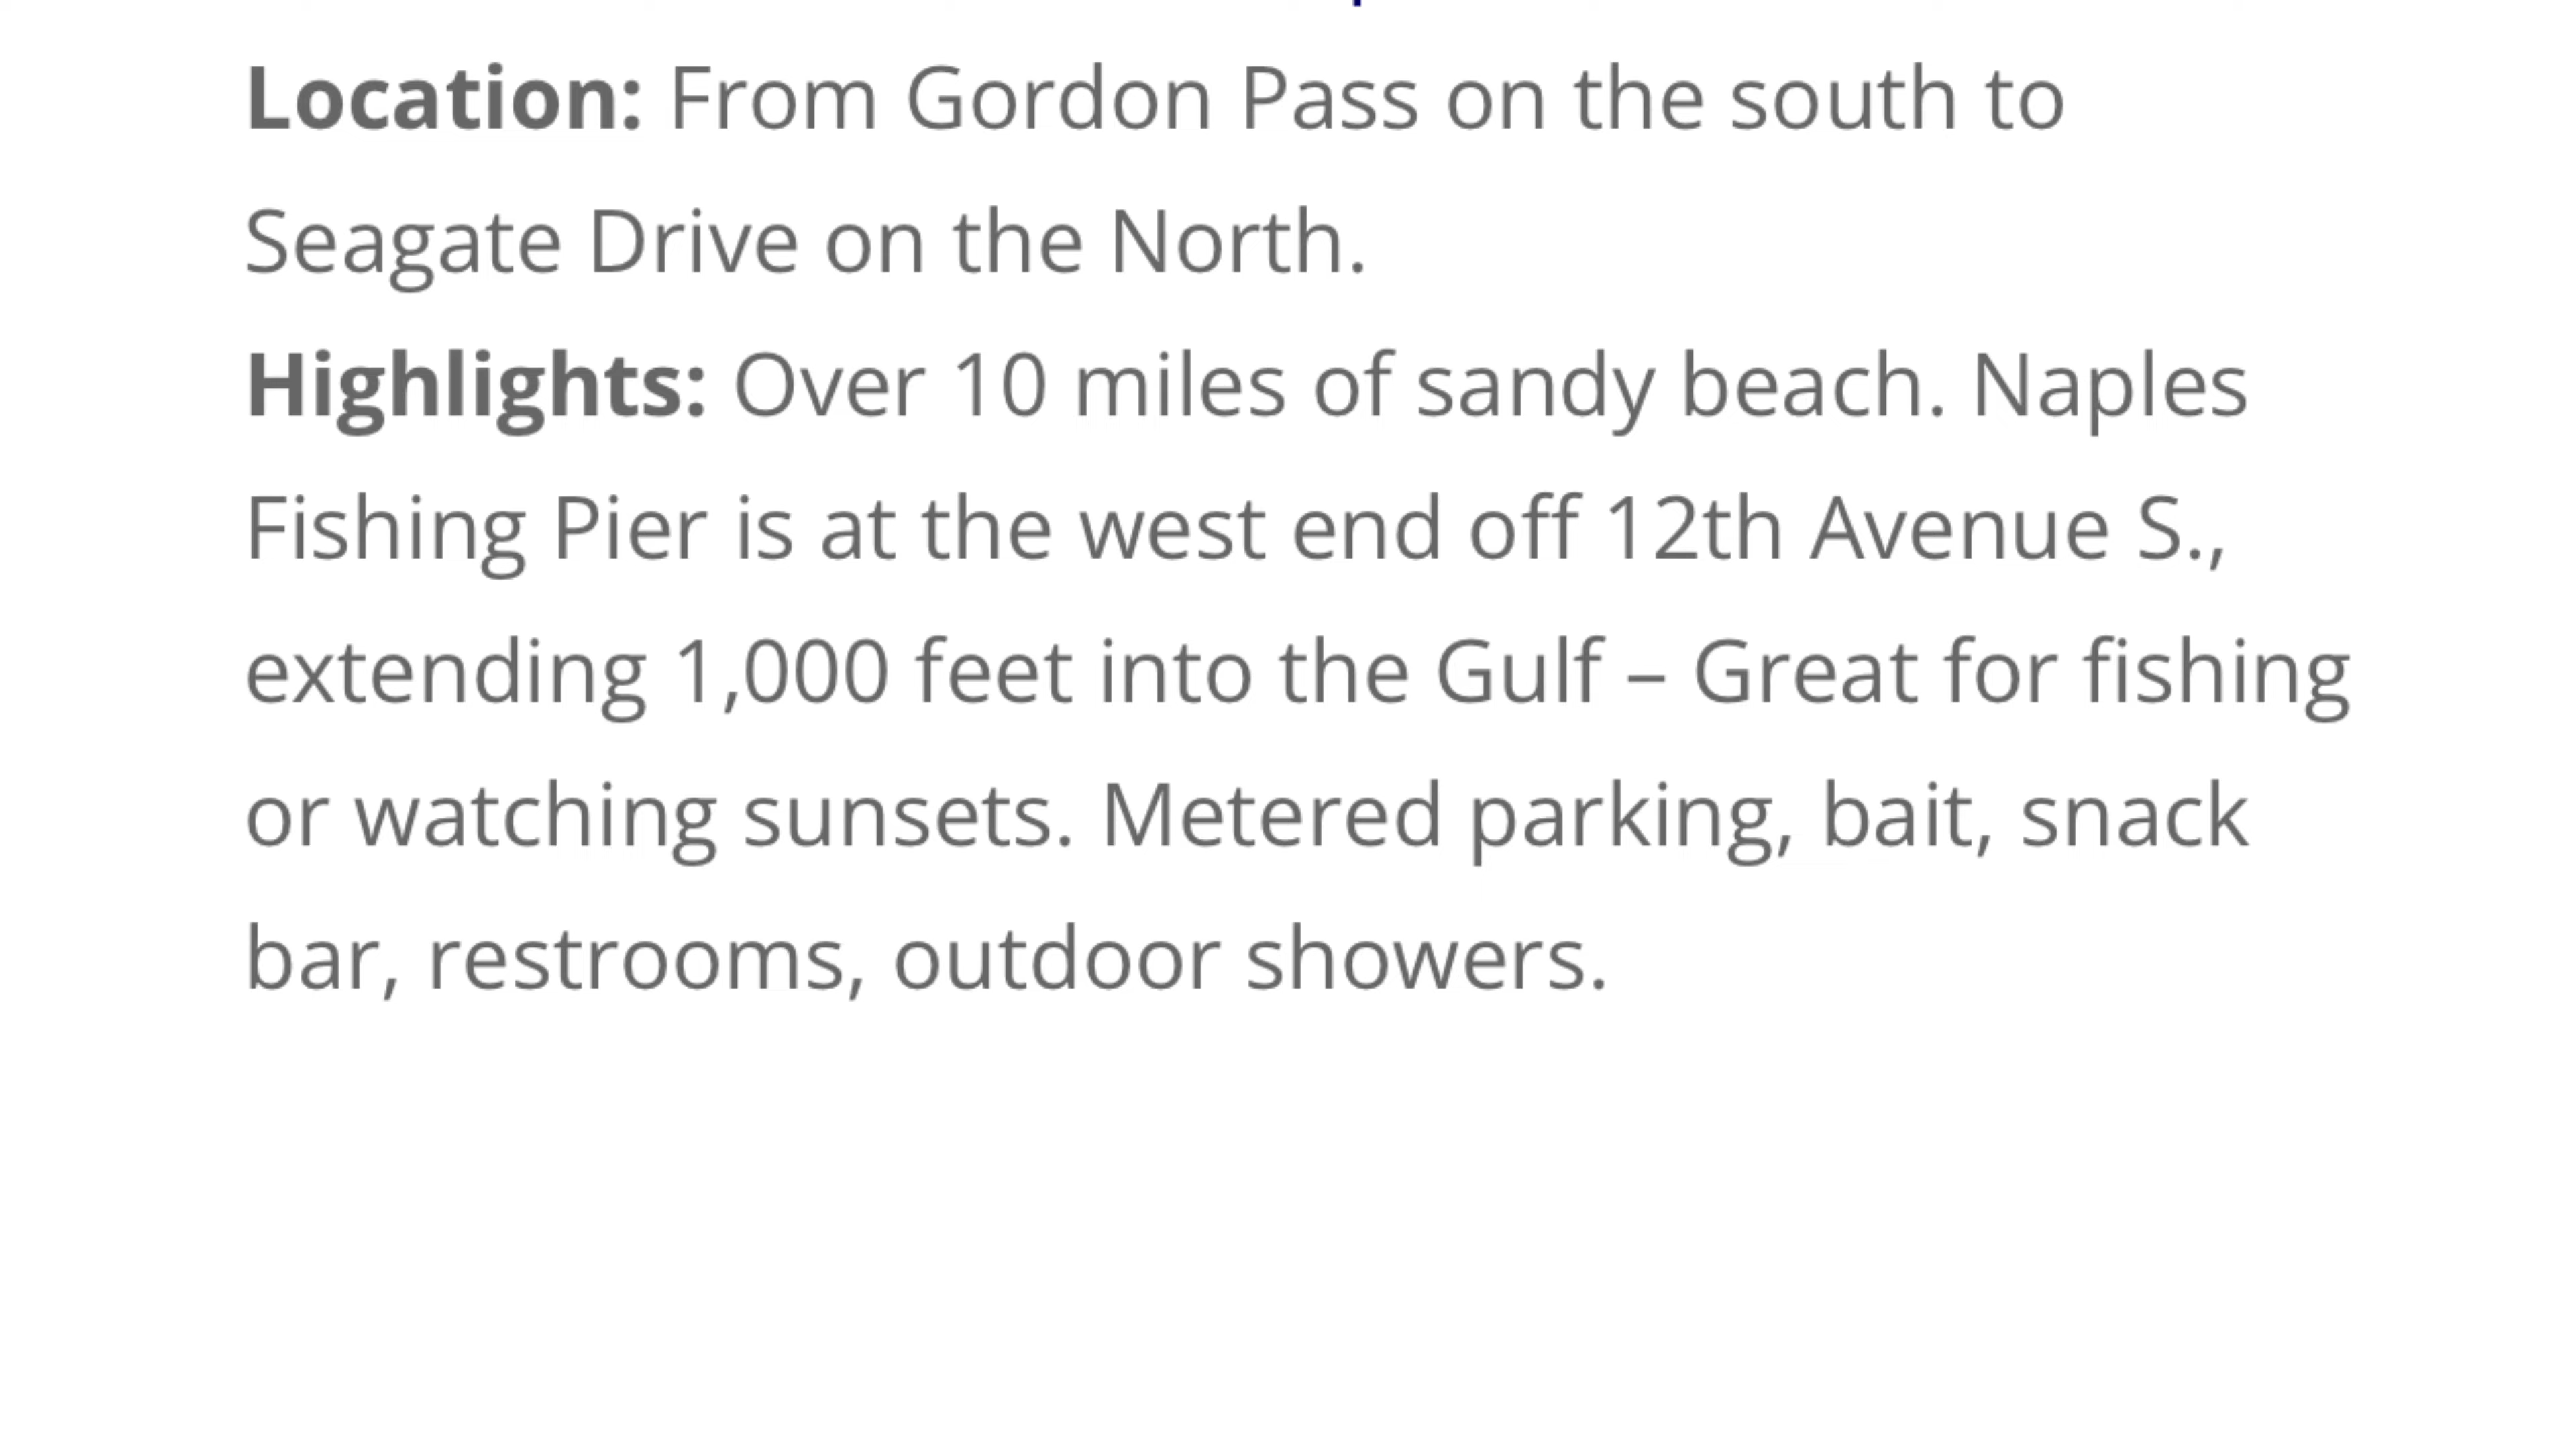 Location: From Gordon Pass on the south to
Seagate Drive on the North.
Highlights: Over 10 miles of sandy beach. Naples
Fishing Pier is at the west end off 12th Avenue S.,
extending 1,000 feet into the Gulf – Great for fishing
or watching sunsets. Metered parking, bait, snack
bar, restrooms, outdoor showers.